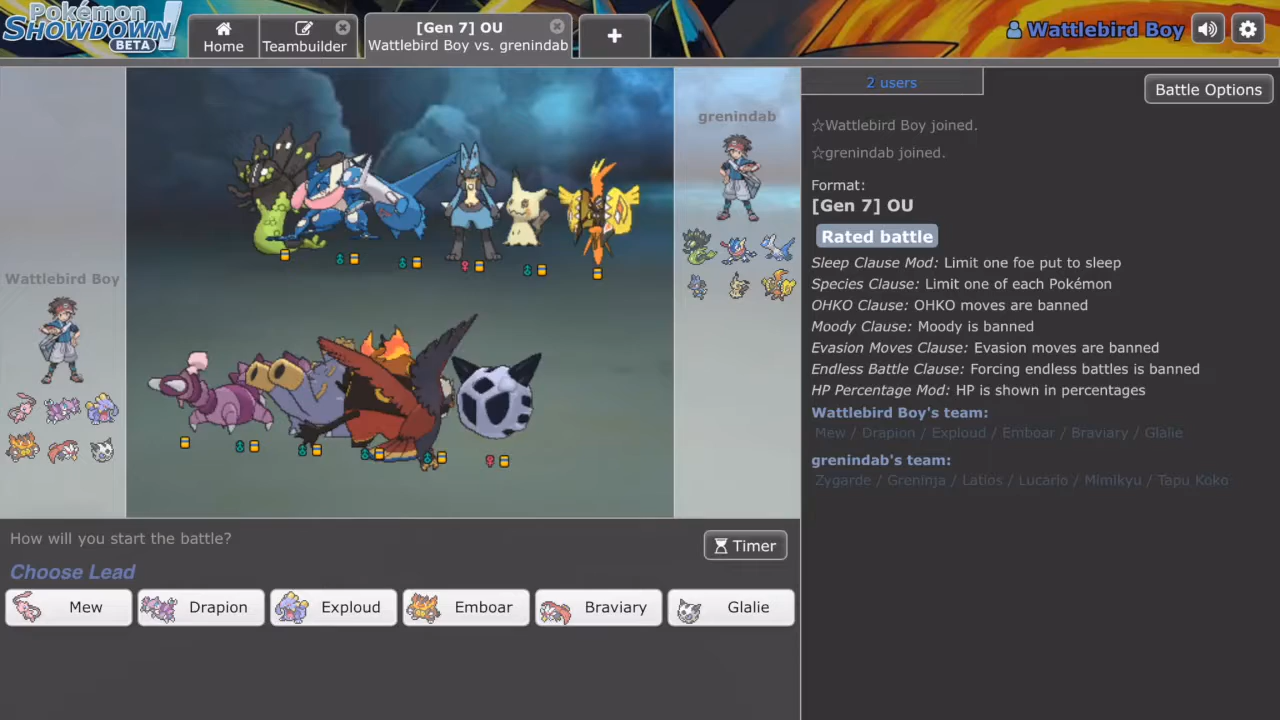 Pokémon
SHOWDOWN!
BETA
Home
Teambuilder
[Gen 7] OU
Wattlebird Boy vs. grenindab
+
Wattlebird Boy
2 users
Battle Options
grenindab
Wattlebird Boy
☆Wattlebird Boy joined.
☆grenindab joined.
Format:
[Gen 7] OU
Rated battle
Sleep Clause Mod: Limit one foe put to sleep
Species Clause: Limit one of each Pokémon
OHKO Clause: OHKO moves are banned
Moody Clause: Moody is banned
Evasion Moves Clause: Evasion moves are banned
Endless Battle Clause: Forcing endless battles is banned
HP Percentage Mod: HP is shown in percentages
Wattlebird Boy's team:
Mew / Drapion / Exploud / Emboar / Braviary / Glalie
grenindab's team:
Zygarde / Greninja / Latios / Lucario / Mimikyu / Tapu Koko
How will you start the battle?
Timer
Choose Lead
Mew
Drapion
Exploud
Emboar
Braviary
Glalie